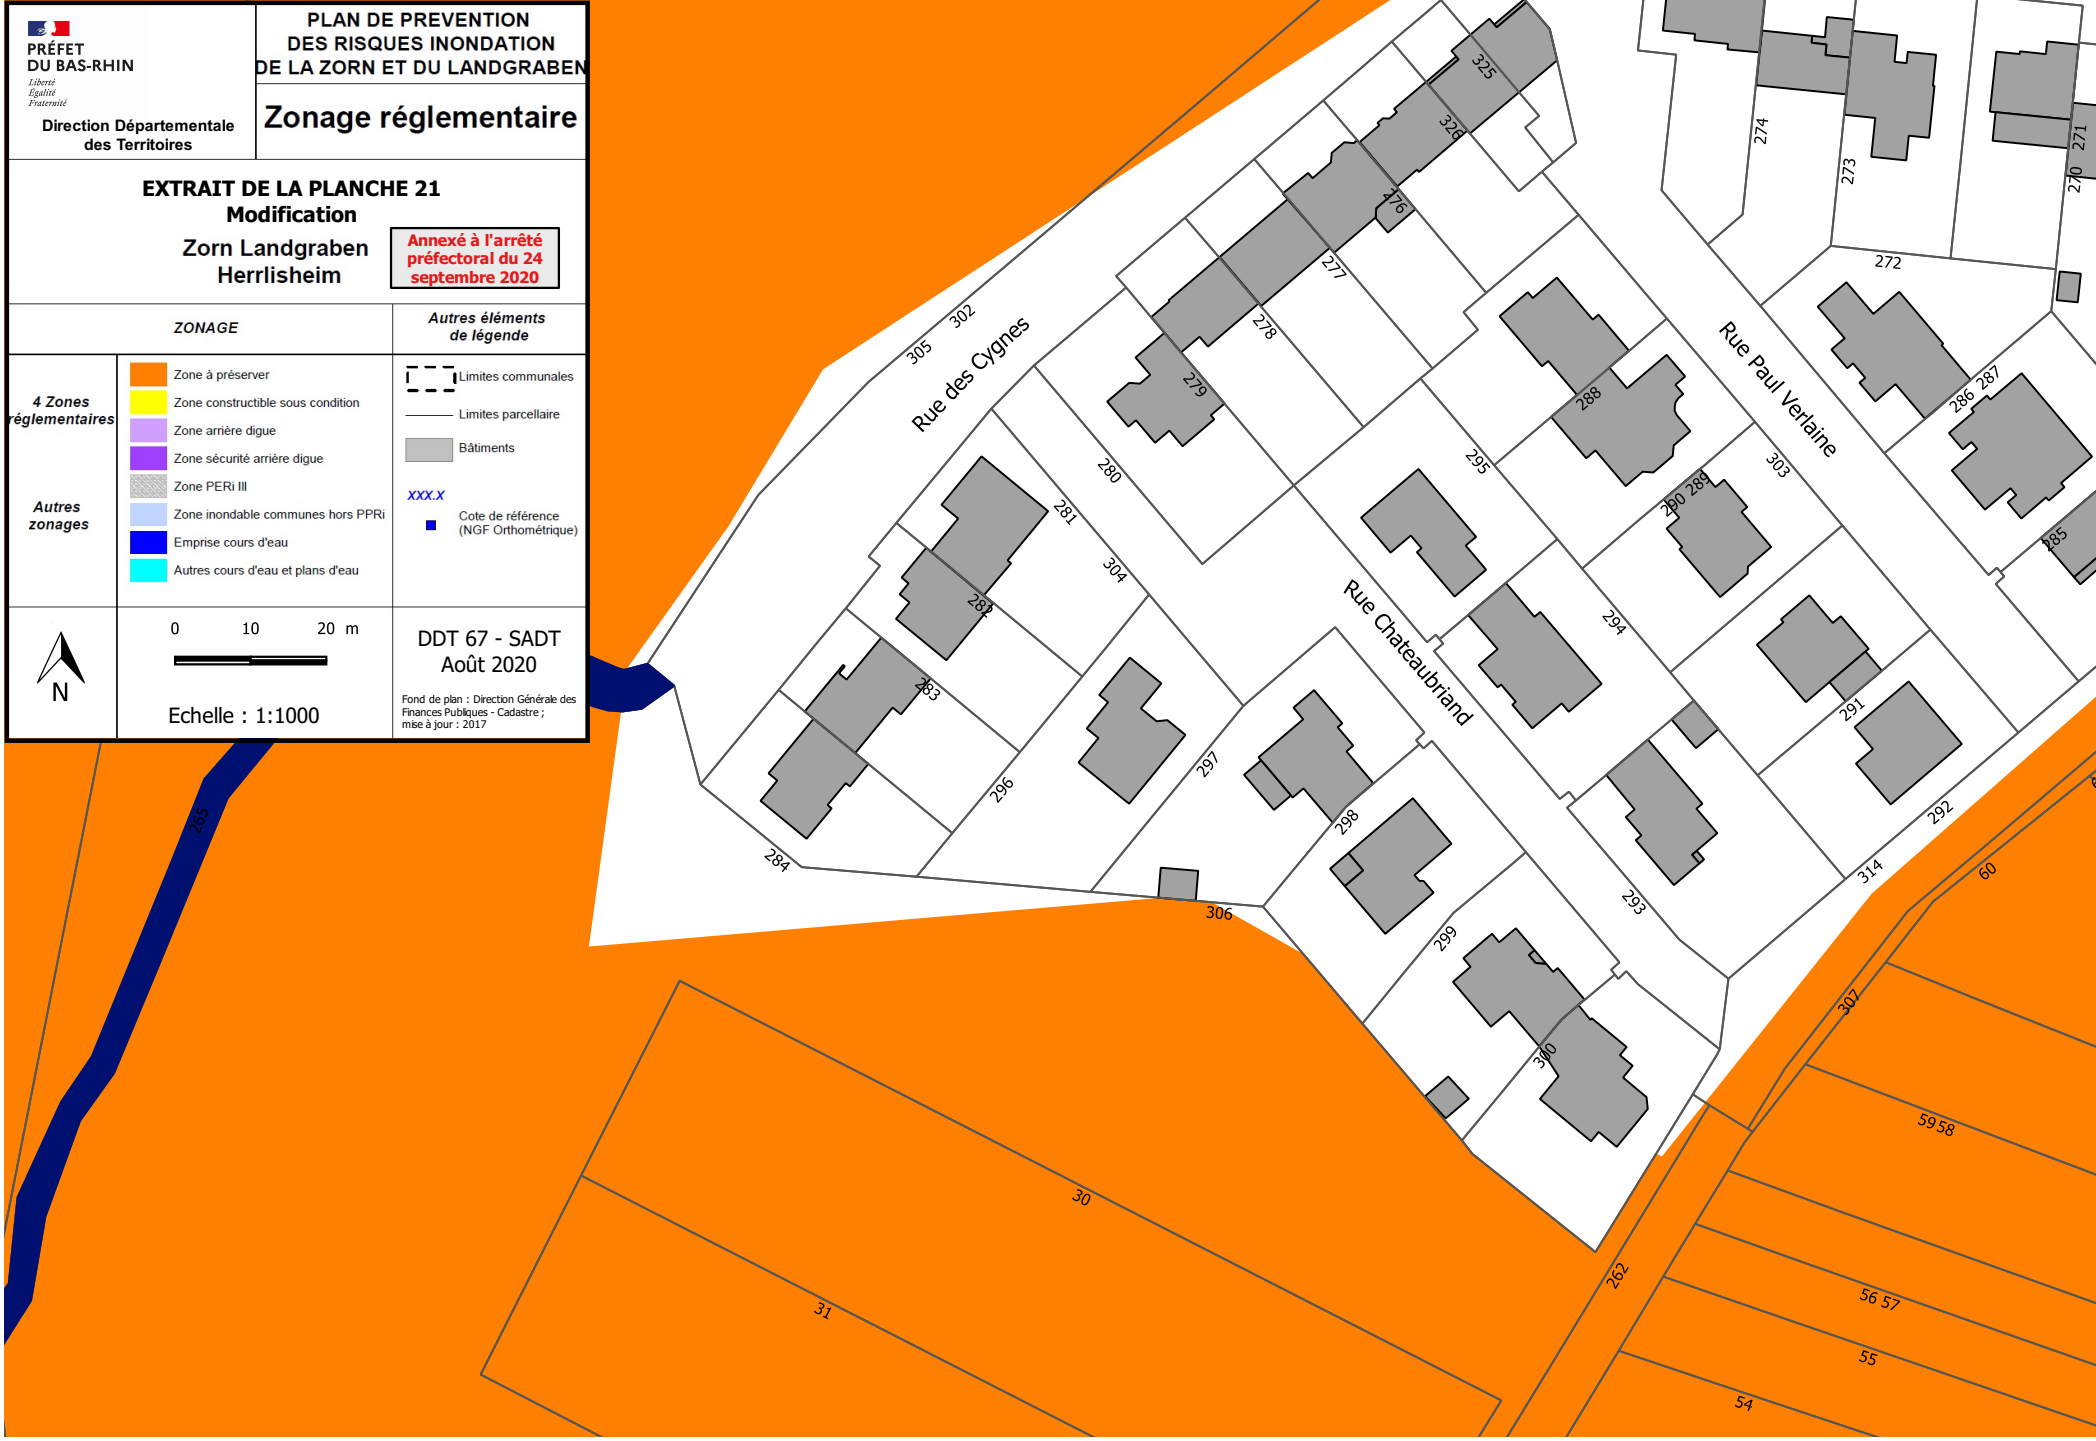 PRÉFET
DU BAS-RHIN
Liberté
Égalité
Fraternité
Direction Départementale
des Territoires
PLAN DE PREVENTION
DES RISQUES INONDATION
DE LA ZORN ET DU LANDGRABEN
Zonage réglementaire
EXTRAIT DE LA PLANCHE 21
Modification
Zorn Landgraben
Herrlisheim
Annexé à l'arrêté
préfectoral du 24
septembre 2020
ZONAGE
Autres éléments
de légende
4 Zones
réglementaires
Autres
zonages
Zone à préserver
Zone constructible sous condition
Zone arrière digue
Zone sécurité arrière digue
Zone PERi III
Zone inondable communes hors PPRi
Emprise cours d'eau
Autres cours d'eau et plans d'eau
Limites communales
Limites parcellaire
Bâtiments
XXX.X
Cote de référence
(NGF Orthométrique)
N
0 10 20 m
Echelle : 1:1000
DDT 67 - SADT
Août 2020
Fond de plan : Direction Générale des
Finances Publiques - Cadastre ;
mise à jour : 2017
325
326
276
277
278
279
274
273
271
270
272
302
305
Rue des Cygnes
Rue Paul Verlaine
286 287
288
303
295
290 289
285
280
281
304
282
283
Rue Chateaubriand
294
291
296
297
298
292
314
284
306
299
293
300
60
307
265
59 58
30
31
262
56 57
55
54